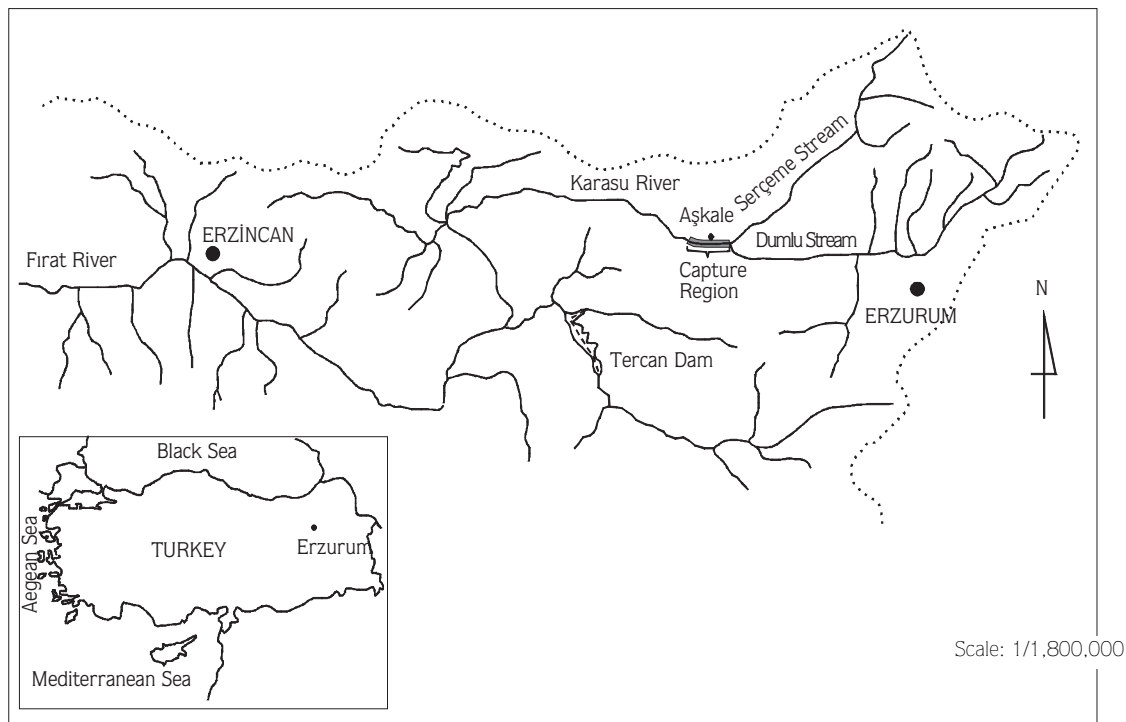 Serçeme Stream
Karasu River
Aşkale
ERZİNCAN
Dumlu Stream
Fırat River
Capture
Region
N
ERZURUM
Tercan Dam
Black Sea
Aegean Sea
TURKEY
Erzurum
Mediterranean Sea
Scale: 1/1,800,000